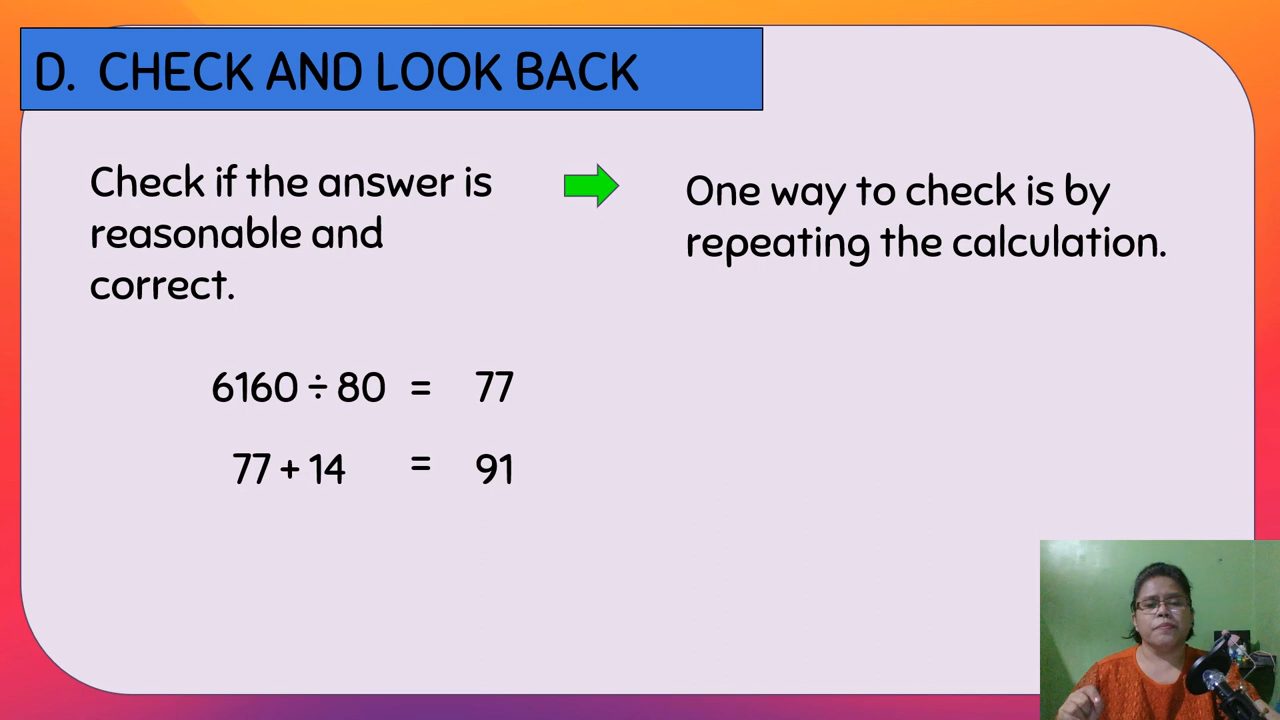 D. CHECK AND LOOK BACK
Check if the answer is
reasonable and
correct.
One way to check is by
repeating the calculation.
6160 ÷ 80 = 77
77 + 14 = 91